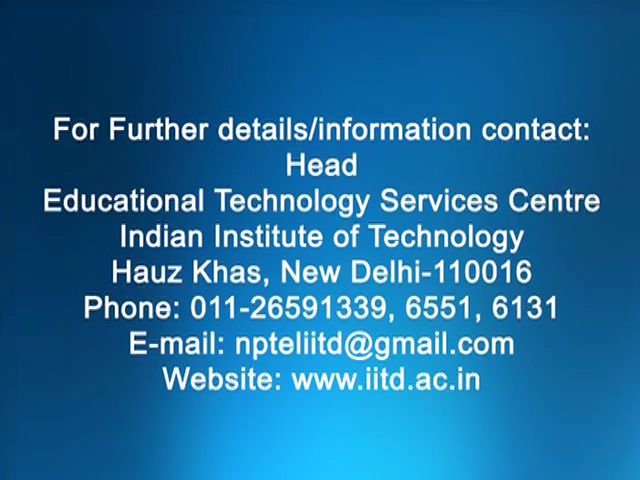 For Further details/information contact:
Head
Educational Technology Services Centre
Indian Institute of Technology
Hauz Khas, New Delhi-110016
Phone: 011-26591339, 6551, 6131
E-mail: npteliitd@gmail.com
Website: www.iitd.ac.in